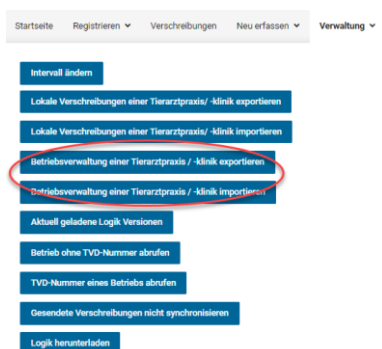 Startseite Registrieren Verschreibungen Neu erfassen Verwaltung
Intervall ändern
Lokale Verschreibungen einer Tierarztpraxis/ -klinik exportieren
Lokale Verschreibungen einer Tierarztpraxis/ -klinik importieren
Betriebsverwaltung einer Tierarztpraxis / -klinik exportieren
Betriebsverwaltung einer Tierarztpraxis / -klinik importieren
Aktuell geladene Logik Versionen
Betrieb ohne TVD-Nummer abrufen
TVD-Nummer eines Betriebs abrufen
Gesendete Verschreibungen nicht synchronisieren
Logik herunterladen